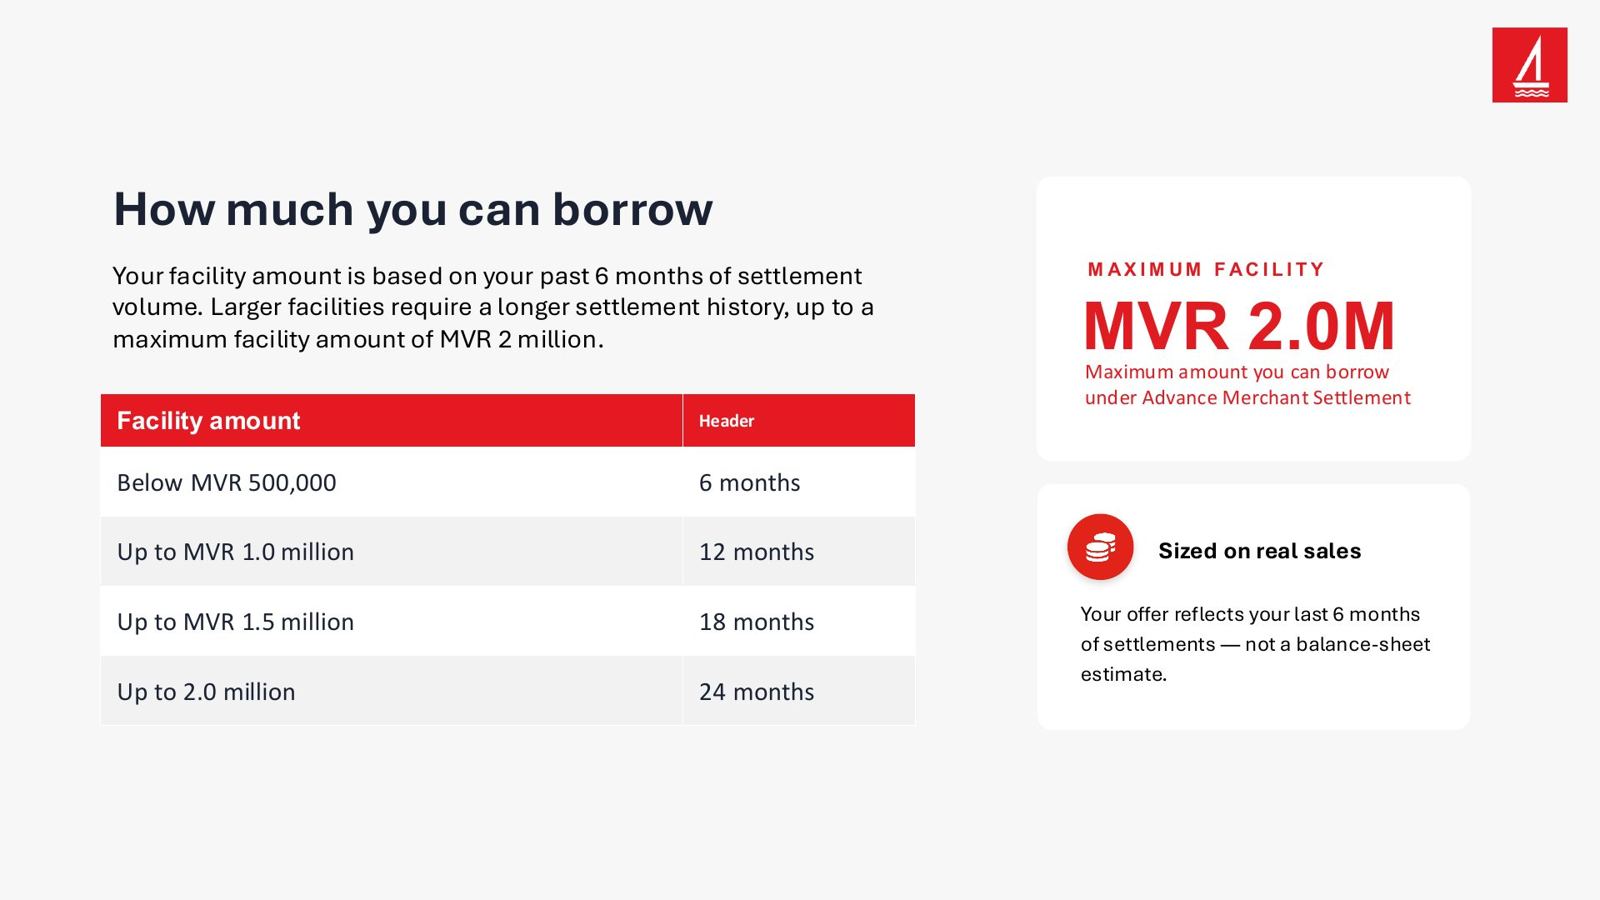 How much you can borrow
Your facility amount is based on your past 6 months of settlement
volume. Larger facilities require a longer settlement history, up to a
maximum facility amount of MVR 2 million.
Facility amount Header
Below MVR 500,000 6 months
Up to MVR 1.0 million 12 months
Up to MVR 1.5 million 18 months
Up to 2.0 million 24 months
MAXIMUM FACILITY
MVR 2.0M
Maximum amount you can borrow
under Advance Merchant Settlement
Sized on real sales
Your offer reflects your last 6 months
of settlements — not a balance-sheet
estimate.